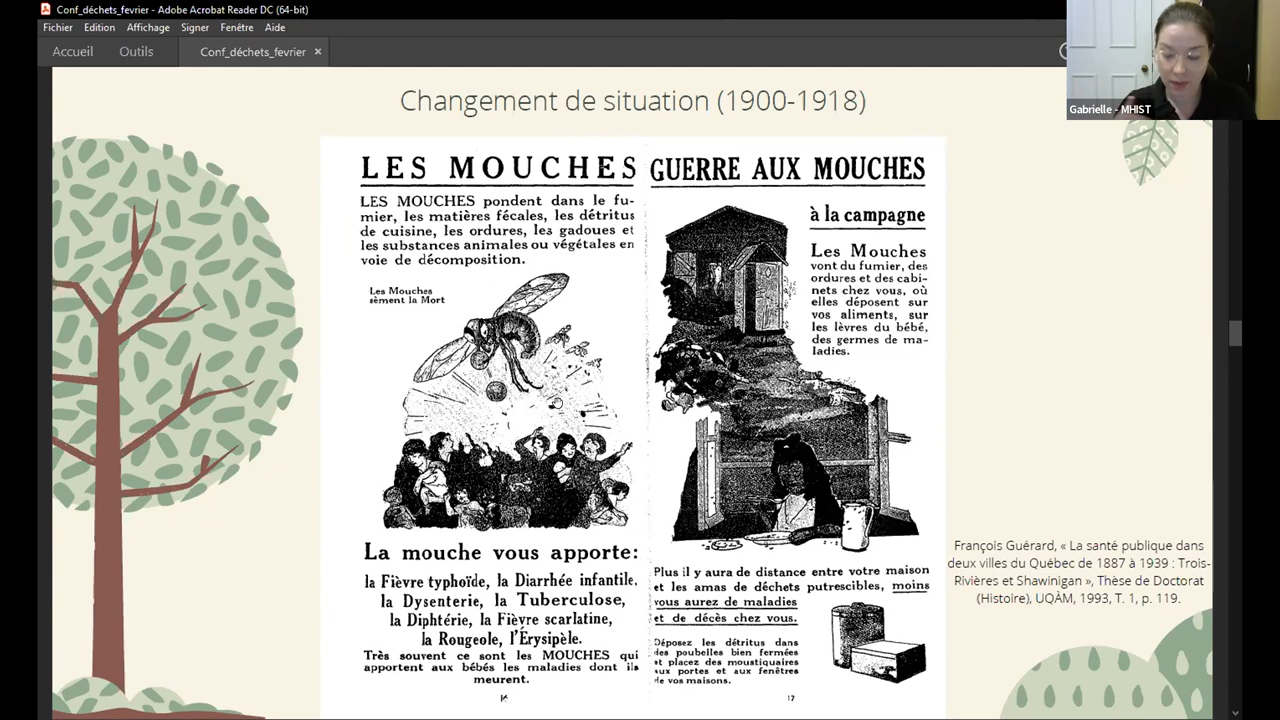 Conf_déchets_fevrier - Adobe Acrobat Reader DC (64-bit)
Fichier Edition Affichage Signer Fenêtre Aide
Accueil Outils Conf_déchets_fevrier ×
Gabrielle - MHIST
Changement de situation (1900-1918)
LES MOUCHES
LES MOUCHES pondent dans le fu-
mier, les matières fécales, les détritus
de cuisine, les ordures, les gadoues et
les substances animales ou végétales en
voie de décomposition.
Les Mouches
sèment la Mort
La mouche vous apporte:
la Fièvre typhoïde, la Diarrhée infantile,
la Dysenterie, la Tuberculose,
la Diphtérie, la Fièvre scarlatine,
la Rougeole, l'Érysipèle.
Très souvent ce sont les MOUCHES qui
apportent aux bébés les maladies dont ils
meurent.
GUERRE AUX MOUCHES
à la campagne
Les Mouches
vont du fumier, des
ordures et des cabi-
nets chez vous, où
elles déposent sur
vos aliments, sur
les lèvres du bébé,
des germes de ma-
ladies.
Plus il y aura de distance entre votre maison
et les amas de déchets putrescibles, moins
vous aurez de maladies
et de décès chez vous.
Déposez les détritus dans
des poubelles bien fermées
et placez des moustiquaires
aux portes et aux fenêtres
de vos maisons.
17
François Guérard, « La santé publique dans
deux villes du Québec de 1887 à 1939 : Trois-
Rivières et Shawinigan », Thèse de Doctorat
(Histoire), UQÀM, 1993, T. 1, p. 119.